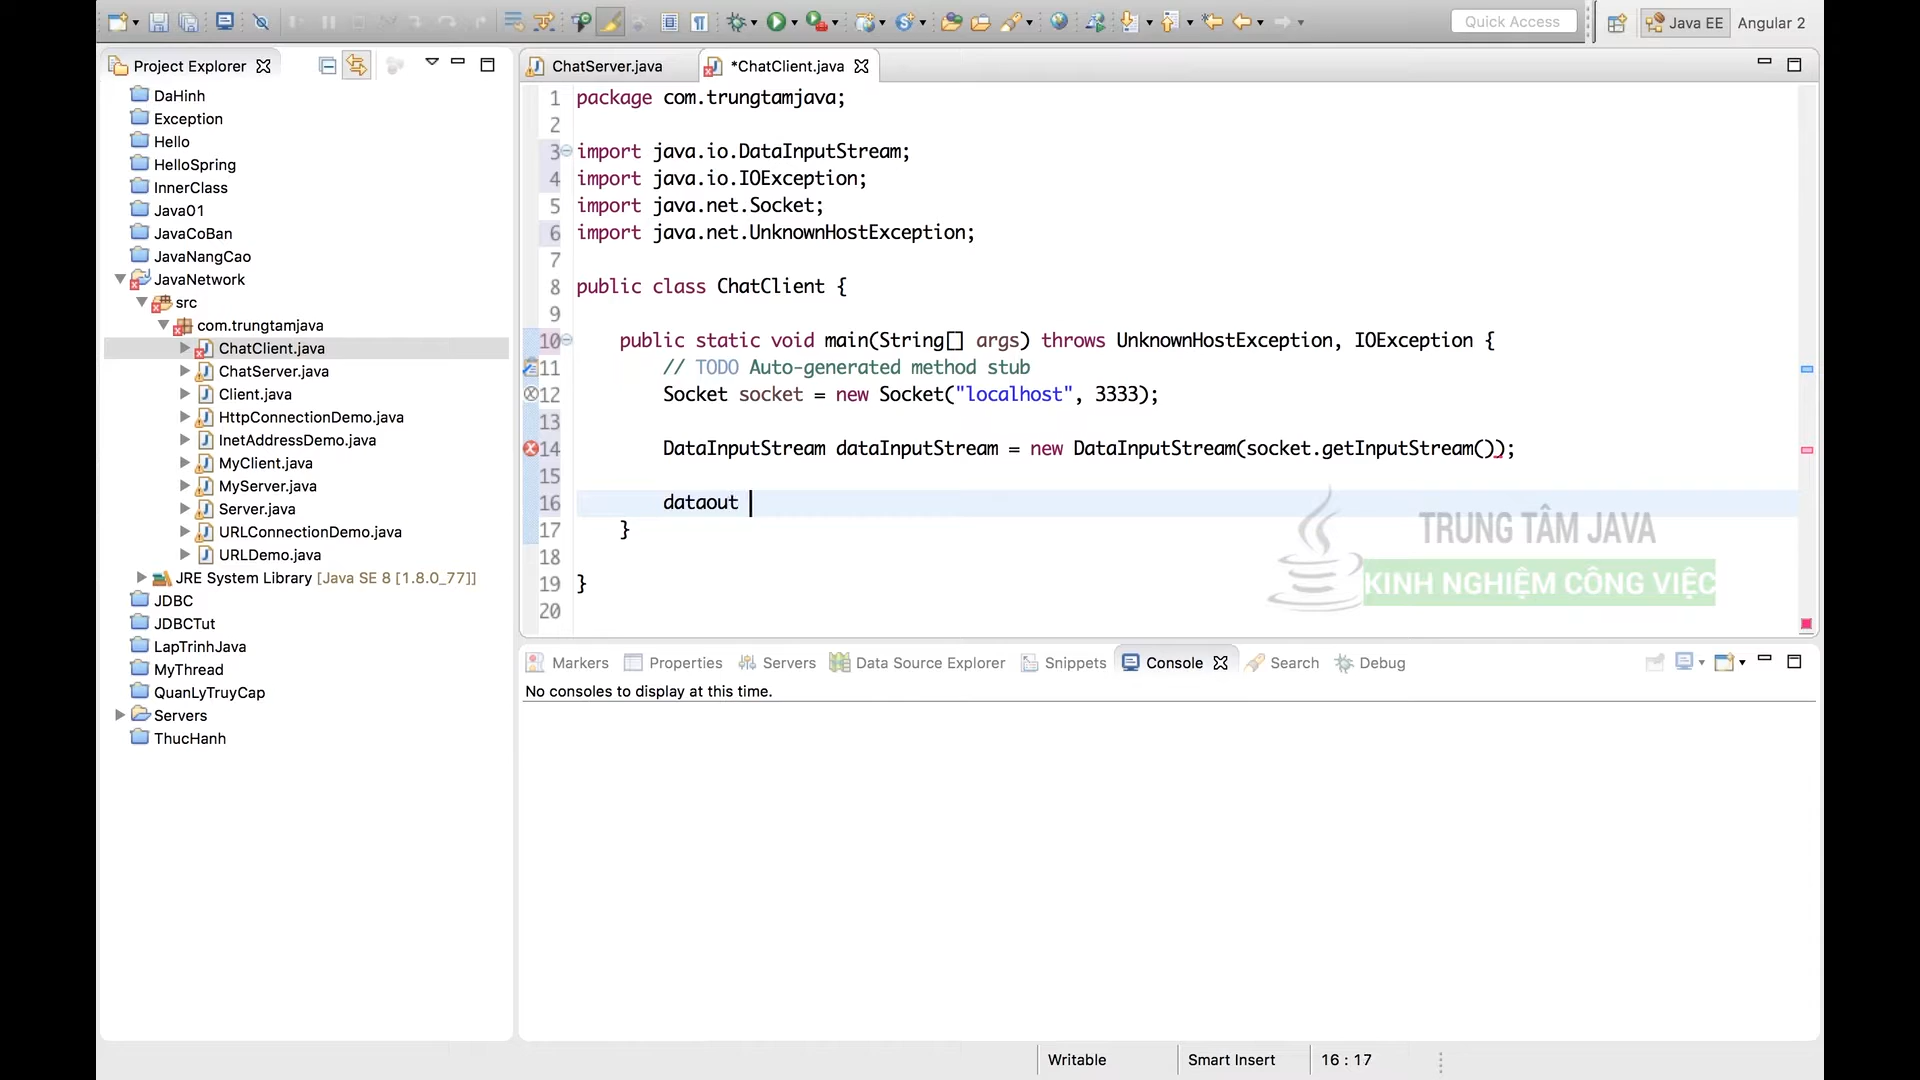 Quick Access
Java EE
Angular 2
Project Explorer
ChatServer.java
*ChatClient.java
DaHinh
Exception
Hello
HelloSpring
InnerClass
Java01
JavaCoBan
JavaNangCao
JavaNetwork
src
com.trungtamjava
ChatClient.java
ChatServer.java
Client.java
HttpConnectionDemo.java
InetAddressDemo.java
MyClient.java
MyServer.java
Server.java
URLConnectionDemo.java
URLDemo.java
JRE System Library [Java SE 8 [1.8.0_77]]
JDBC
JDBCTut
LapTrinhJava
MyThread
QuanLyTruyCap
Servers
ThucHanh
1 package com.trungtamjava;
2
3 import java.io.DataInputStream;
4 import java.io.IOException;
5 import java.net.Socket;
6 import java.net.UnknownHostException;
7
8 public class ChatClient {
9
10 public static void main(String[] args) throws UnknownHostException, IOException {
11 // TODO Auto-generated method stub
12 Socket socket = new Socket("localhost", 3333);
13
14 DataInputStream dataInputStream = new DataInputStream(socket.getInputStream());
15
16 dataout
17 }
18
19 }
20
TRUNG TÂM JAVA
KINH NGHIỆM CÔNG VIỆC
Markers
Properties
Servers
Data Source Explorer
Snippets
Console
Search
Debug
No consoles to display at this time.
Writable
Smart Insert
16 : 17